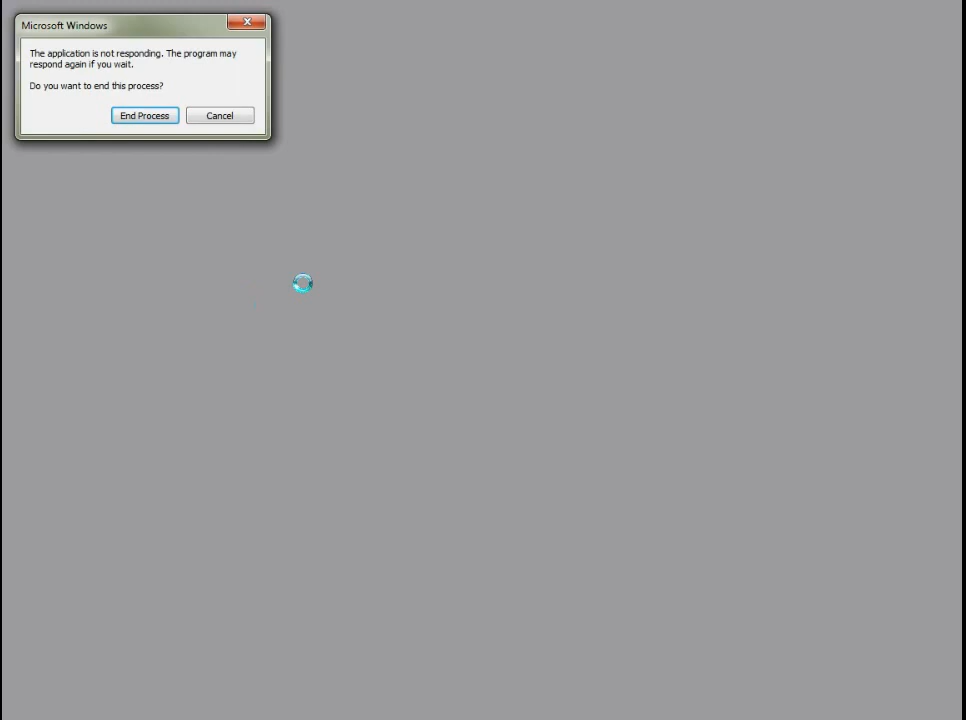 Microsoft Windows
The application is not responding. The program may
respond again if you wait.
Do you want to end this process?
End Process
Cancel